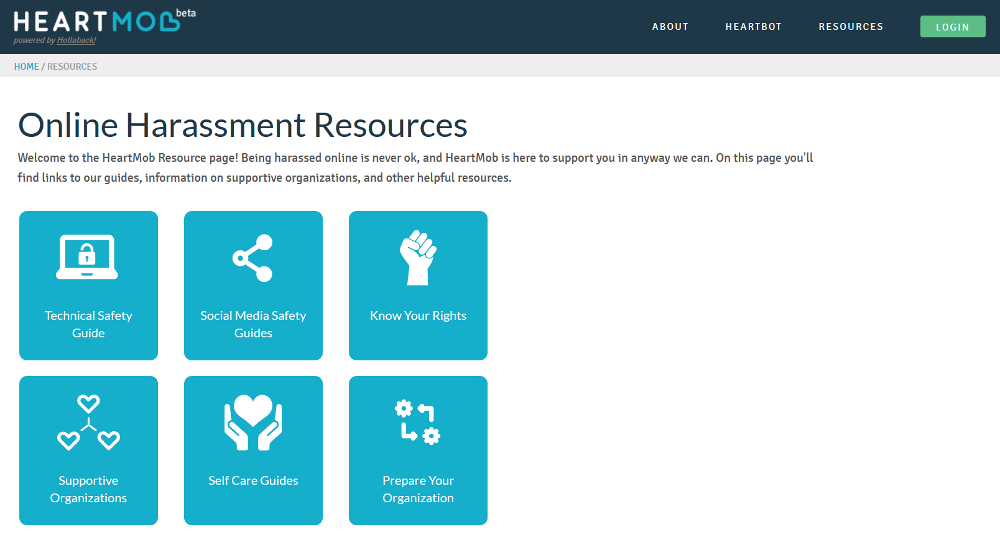 HEARTMOB beta
powered by Hollaback!
ABOUT
HEARTBOT
RESOURCES
LOGIN
HOME / RESOURCES
Online Harassment Resources
Welcome to the HeartMob Resource page! Being harassed online is never ok, and HeartMob is here to support you in anyway we can. On this page you'll
find links to our guides, information on supportive organizations, and other helpful resources.
Technical Safety
Guide
Social Media Safety
Guides
Know Your Rights
Supportive
Organizations
Self Care Guides
Prepare Your
Organization